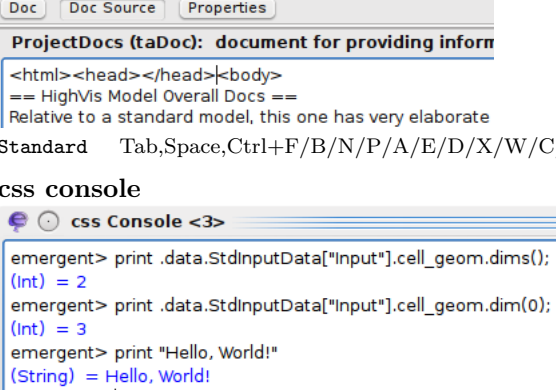 Doc Doc Source Properties
ProjectDocs (taDoc): document for providing inform
<html><head></head><body>
== HighVis Model Overall Docs ==
Relative to a standard model, this one has very elaborate
Standard Tab,Space,Ctrl+F/B/N/P/A/E/D/X/W/C
css console
css Console <3>
emergent> print .data.StdInputData["Input"].cell_geom.dims();
(Int) = 2
emergent> print .data.StdInputData["Input"].cell_geom.dim(0);
(Int) = 3
emergent> print "Hello, World!"
(String) = Hello, World!